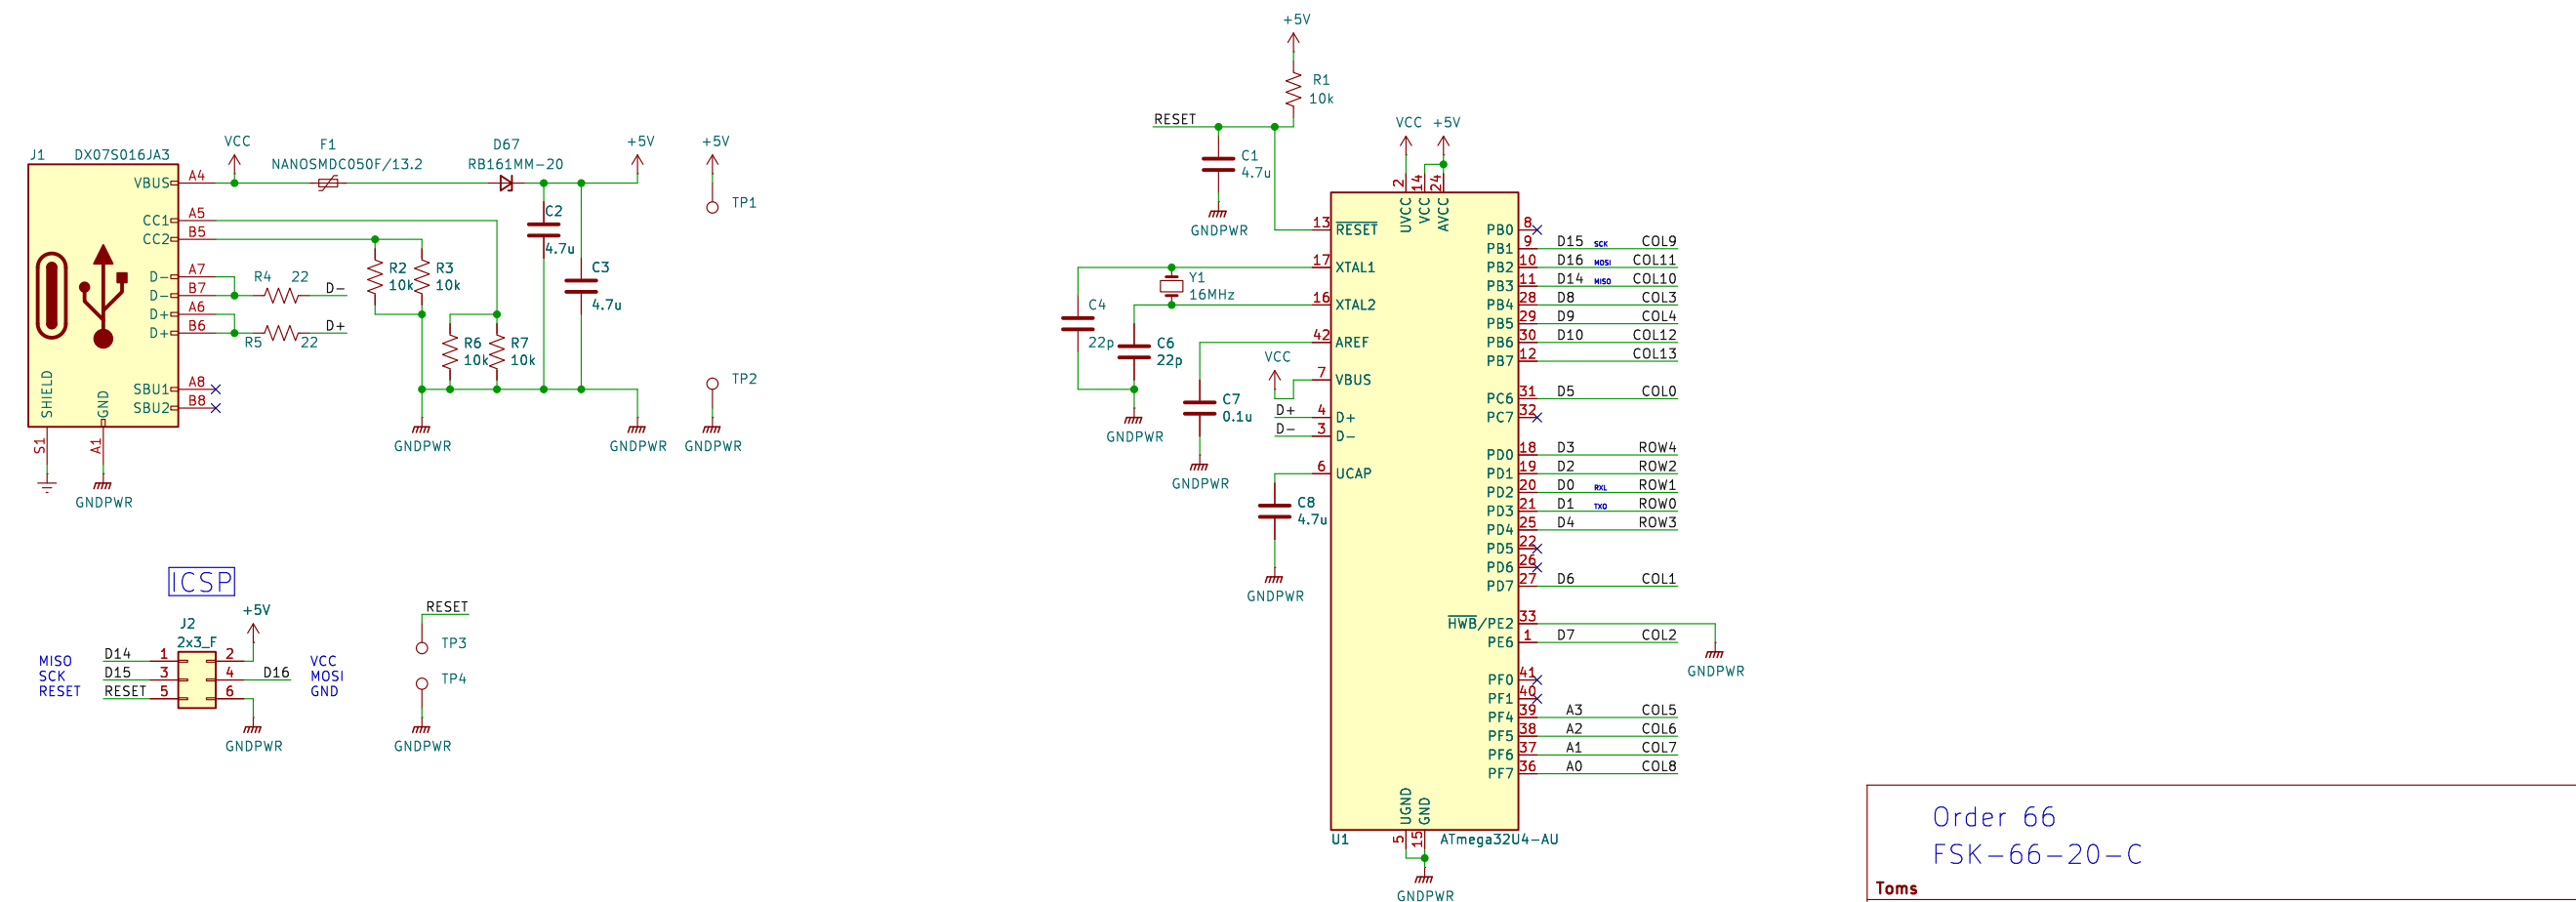 J1 DX07S016JA3
VBUS A4
CC1 A5
CC2 B5
D- A7
D- B7
D+ A6
D+ B6
SBU1 A8
SBU2 B8
SHIELD GND
S1 A1
GNDPWR
VCC
F1
NANOSMDC050F/13.2
D67
RB161MM-20
+5V
R4 22 D-
R5 22 D+
R2 10k
R3 10k
R6 10k
R7 10k
C2
4.7u
C3
4.7u
GNDPWR
GNDPWR
+5V
TP1
TP2
GNDPWR
ICSP
+5V
J2
2x3_F
MISO D14 1 2 VCC
SCK D15 3 4 D16 MOSI
RESET RESET 5 6 GND
GNDPWR
RESET
TP3
TP4
GNDPWR
+5V
R1
10k
RESET
C1
4.7u
GNDPWR
Y1
16MHz
C4
22p
C6
22p
GNDPWR
C7
0.1u
GNDPWR
VCC
D+
D-
C8
4.7u
GNDPWR
VCC +5V
2 14 24
UVCC VCC AVCC
13 RESET
17 XTAL1
16 XTAL2
42 AREF
7 VBUS
4 D+
3 D-
6 UCAP
PB0 8
PB1 9 D15 SCK COL9
PB2 10 D16 MOSI COL11
PB3 11 D14 MISO COL10
PB4 28 D8 COL3
PB5 29 D9 COL4
PB6 30 D10 COL12
PB7 12 COL13
PC6 31 D5 COL0
PC7 32
PD0 18 D3 ROW4
PD1 19 D2 ROW2
PD2 20 D0 RXL ROW1
PD3 21 D1 TXO ROW0
PD4 25 D4 ROW3
PD5 22
PD6 26
PD7 27 D6 COL1
HWB/PE2 33
PE6 1 D7 COL2
GNDPWR
PF0 41
PF1 40
PF4 39 A3 COL5
PF5 38 A2 COL6
PF6 37 A1 COL7
PF7 36 A0 COL8
UGND GND
5 15
U1 ATmega32U4-AU
GNDPWR
Order 66
FSK-66-20-C
Toms